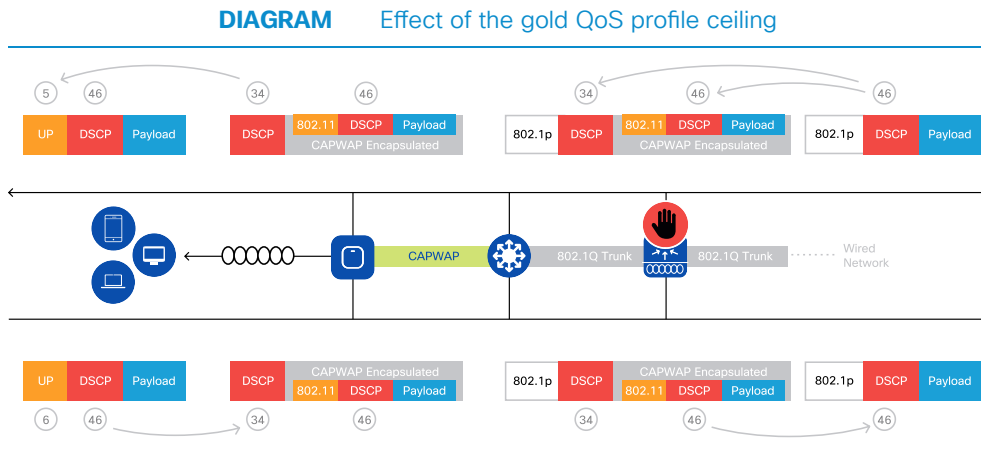 DIAGRAM Effect of the gold QoS profile ceiling
5 46 34 46 34 46 46
UP DSCP Payload DSCP 802.11 DSCP Payload 802.1p DSCP 802.11 DSCP Payload 802.1p DSCP Payload
CAPWAP Encapsulated CAPWAP Encapsulated
CAPWAP 802.1Q Trunk 802.1Q Trunk Wired
Network
CAPWAP Encapsulated CAPWAP Encapsulated
UP DSCP Payload DSCP 802.11 DSCP Payload 802.1p DSCP 802.11 DSCP Payload 802.1p DSCP Payload
6 46 34 46 34 46 46